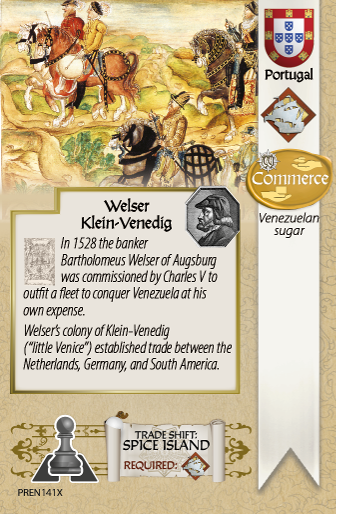 Portugal
Commerce
Venezuelan
sugar
Welser
Klein-Venedig
In 1528 the banker
Bartholomeus Welser of Augsburg
was commissioned by Charles V to
outfit a fleet to conquer Venezuela at his
own expense.
Welser's colony of Klein-Venedig
("little Venice") established trade between the
Netherlands, Germany, and South America.
TRADE SHIFT:
SPICE ISLAND
REQUIRED:
PREN141X